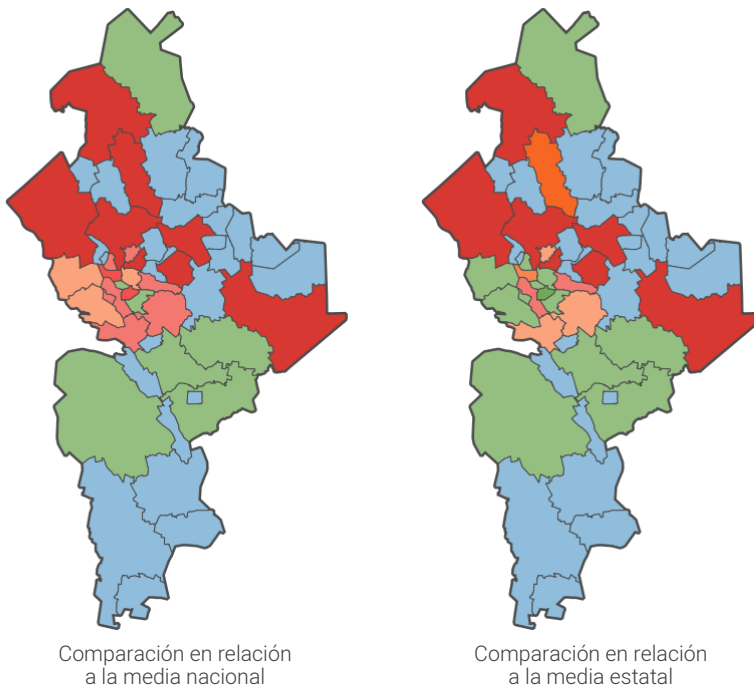 Comparación en relación
a la media nacional
Comparación en relación
a la media estatal